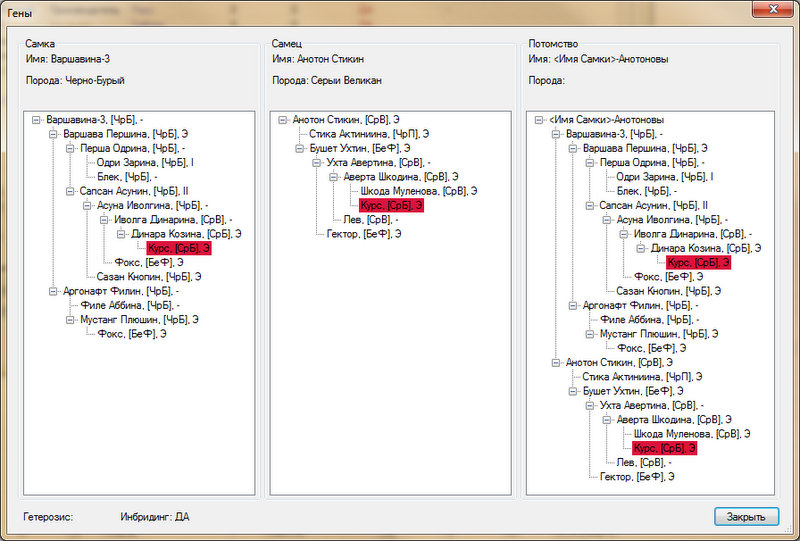 Гены
Самка
Имя: Варшавина-3
Порода: Черно-Бурый
Варшавина-3, [ЧрБ], -
Варшава Першина, [ЧрБ], Э
Перша Одрина, [ЧрБ], -
Одри Зарина, [ЧрБ], I
Блек, [ЧрБ], -
Сапсан Асунин, [ЧрБ], II
Асуна Иволгина, [ЧрБ], -
Иволга Динарина, [СрВ], -
Динара Козина, [СрБ], Э
Курс, [СрБ], Э
Фокс, [БеФ], Э
Сазан Кнопин, [ЧрБ], -
Аргонафт Филин, [ЧрБ], -
Филе Аббина, [ЧрБ], -
Мустанг Плюшин, [ЧрБ], Э
Фокс, [БеФ], Э
Самец
Имя: Анотон Стикин
Порода: Серый Великан
Анотон Стикин, [СрВ], Э
Стика Актиниина, [ЧрП], Э
Бушет Ухтин, [БеФ], Э
Ухта Авертина, [СрВ], -
Аверта Шкодина, [СрВ], Э
Шкода Муленова, [СрВ], Э
Курс, [СрБ], Э
Лев, [СрВ], -
Гектор, [БеФ], Э
Потомство
Имя: <Имя Самки>-Анотоновы
Порода:
<Имя Самки>-Анотоновы
Варшавина-3, [ЧрБ], -
Варшава Першина, [ЧрБ], Э
Перша Одрина, [ЧрБ], -
Одри Зарина, [ЧрБ], I
Блек, [ЧрБ], -
Сапсан Асунин, [ЧрБ], II
Асуна Иволгина, [ЧрБ], -
Иволга Динарина, [СрВ], -
Динара Козина, [СрБ], Э
Курс, [СрБ], Э
Фокс, [БеФ], Э
Сазан Кнопин, [ЧрБ], -
Аргонафт Филин, [ЧрБ], -
Филе Аббина, [ЧрБ], -
Мустанг Плюшин, [ЧрБ], Э
Фокс, [БеФ], Э
Анотон Стикин, [СрВ], Э
Стика Актиниина, [ЧрП], Э
Бушет Ухтин, [БеФ], Э
Ухта Авертина, [СрВ], -
Аверта Шкодина, [СрВ], Э
Шкода Муленова, [СрВ], Э
Курс, [СрБ], Э
Лев, [СрВ], -
Гектор, [БеФ], Э
Гетерозис: Инбридинг: ДА
Закрыть